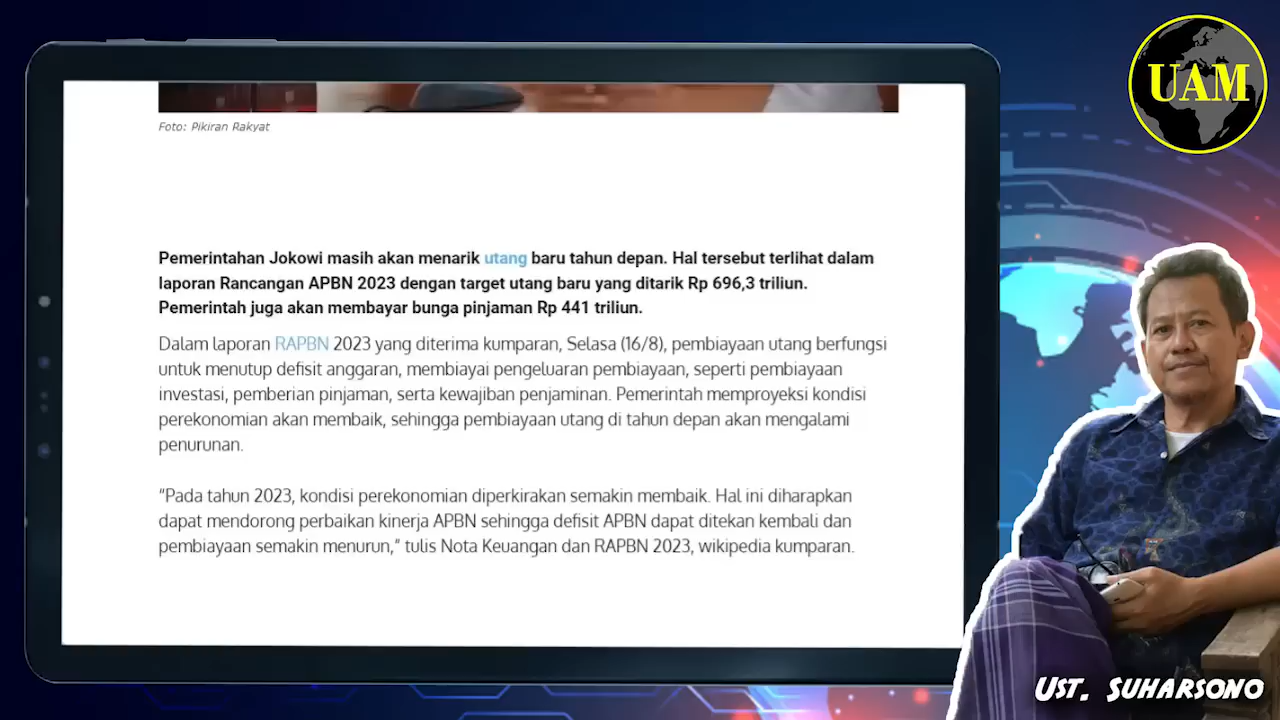 UAM
Foto: Pikiran Rakyat
Pemerintahan Jokowi masih akan menarik utang baru tahun depan. Hal tersebut terlihat dalam
laporan Rancangan APBN 2023 dengan target utang baru yang ditarik Rp 696,3 triliun.
Pemerintah juga akan membayar bunga pinjaman Rp 441 triliun.
Dalam laporan RAPBN 2023 yang diterima kumparan, Selasa (16/8), pembiayaan utang berfungsi
untuk menutup defisit anggaran, membiayai pengeluaran pembiayaan, seperti pembiayaan
investasi, pemberian pinjaman, serta kewajiban penjaminan. Pemerintah memproyeksi kondisi
perekonomian akan membaik, sehingga pembiayaan utang di tahun depan akan mengalami
penurunan.
“Pada tahun 2023, kondisi perekonomian diperkirakan semakin membaik. Hal ini diharapkan
dapat mendorong perbaikan kinerja APBN sehingga defisit APBN dapat ditekan kembali dan
pembiayaan semakin menurun,“ tulis Nota Keuangan dan RAPBN 2023, wikipedia kumparan.
UST. SUHARSONO